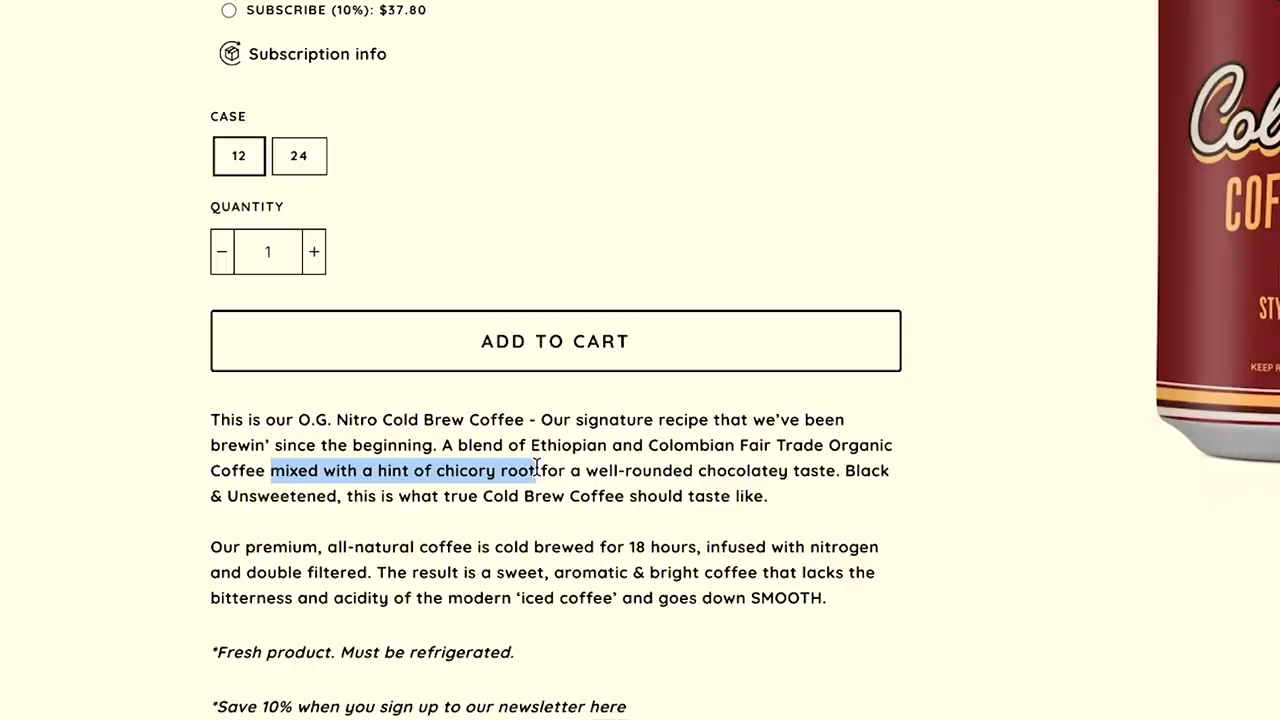 SUBSCRIBE (10%): $37.80
Subscription info
CASE
12 24
QUANTITY
− 1 +
ADD TO CART
This is our O.G. Nitro Cold Brew Coffee - Our signature recipe that we’ve been
brewin’ since the beginning. A blend of Ethiopian and Colombian Fair Trade Organic
Coffee mixed with a hint of chicory root for a well-rounded chocolatey taste. Black
& Unsweetened, this is what true Cold Brew Coffee should taste like.
Our premium, all-natural coffee is cold brewed for 18 hours, infused with nitrogen
and double filtered. The result is a sweet, aromatic & bright coffee that lacks the
bitterness and acidity of the modern ‘iced coffee’ and goes down SMOOTH.
*Fresh product. Must be refrigerated.
*Save 10% when you sign up to our newsletter here
Col
COF
STY
KEEP R